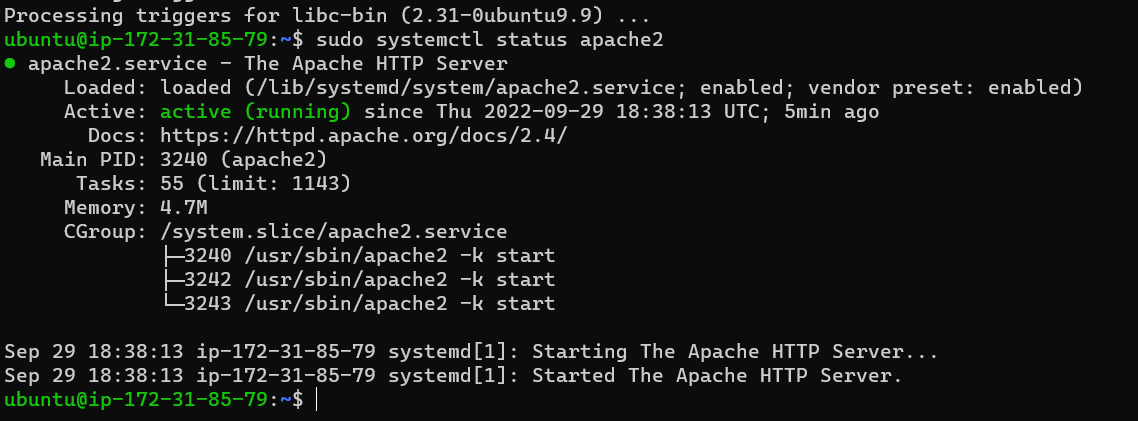 Processing triggers for libc-bin (2.31-0ubuntu9.9) ...
ubuntu@ip-172-31-85-79:~$ sudo systemctl status apache2
● apache2.service - The Apache HTTP Server
     Loaded: loaded (/lib/systemd/system/apache2.service; enabled; vendor preset: enabled)
     Active: active (running) since Thu 2022-09-29 18:38:13 UTC; 5min ago
       Docs: https://httpd.apache.org/docs/2.4/
   Main PID: 3240 (apache2)
      Tasks: 55 (limit: 1143)
     Memory: 4.7M
     CGroup: /system.slice/apache2.service
             ├─3240 /usr/sbin/apache2 -k start
             ├─3242 /usr/sbin/apache2 -k start
             └─3243 /usr/sbin/apache2 -k start

Sep 29 18:38:13 ip-172-31-85-79 systemd[1]: Starting The Apache HTTP Server...
Sep 29 18:38:13 ip-172-31-85-79 systemd[1]: Started The Apache HTTP Server.
ubuntu@ip-172-31-85-79:~$